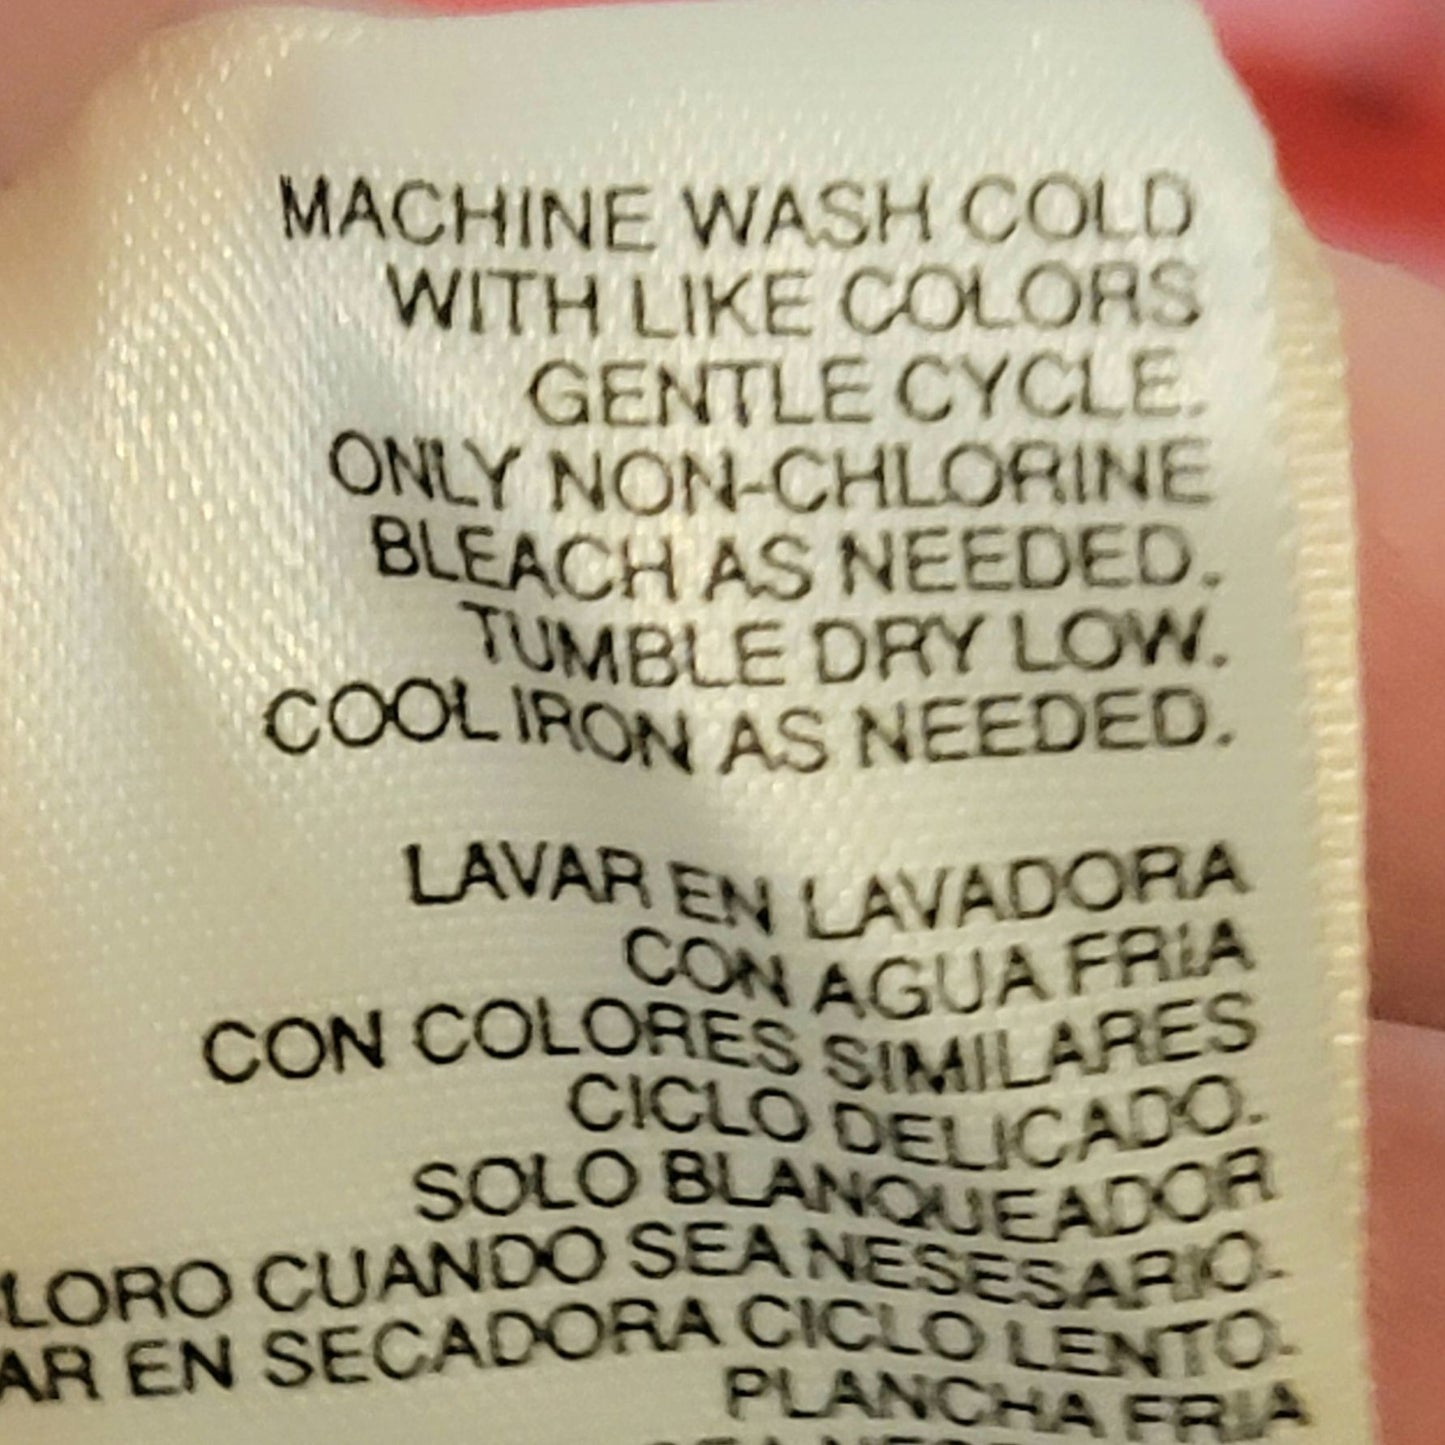 MACHINE WASH COLD
WITH LIKE COLORS
GENTLE CYCLE.
ONLY NON-CHLORINE
BLEACH AS NEEDED.
TUMBLE DRY LOW.
COOL IRON AS NEEDED.
LAVAR EN LAVADORA
CON AGUA FRIA
CON COLORES SIMILARES
CICLO DELICADO.
SOLO BLANQUEADOR
LORO CUANDO SEA NESESARIO.
AR EN SECADORA CICLO LENTO.
PLANCHA FRIA